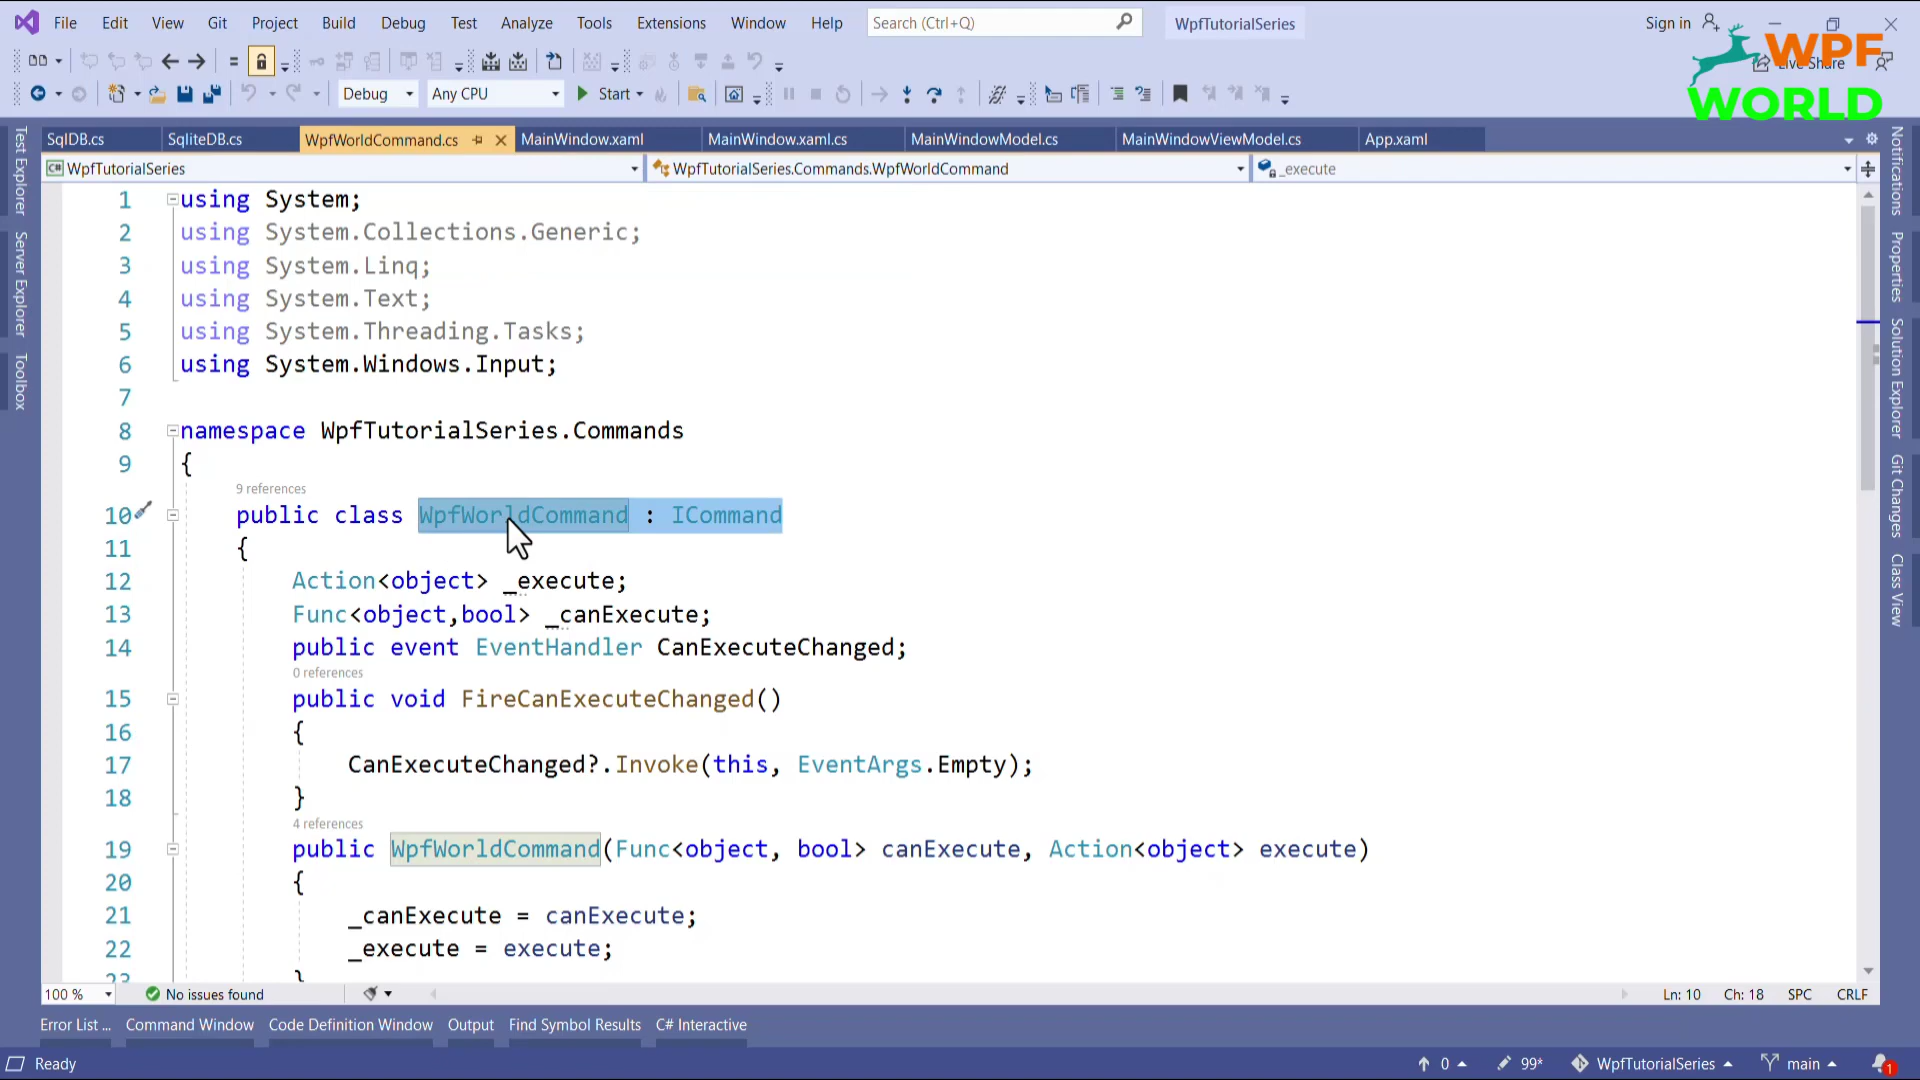 File Edit View Git Project Build Debug Test Analyze Tools Extensions Window Help Search (Ctrl+Q) WpfTutorialSeries Sign in
WPF
Live Share
WORLD
Debug Any CPU Start
SqlDB.cs SqliteDB.cs WpfWorldCommand.cs MainWindow.xaml MainWindow.xaml.cs MainWindowModel.cs MainWindowViewModel.cs App.xaml
WpfTutorialSeries WpfTutorialSeries.Commands.WpfWorldCommand _execute
Test Explorer
Server Explorer
Toolbox
1 using System;
2 using System.Collections.Generic;
3 using System.Linq;
4 using System.Text;
5 using System.Threading.Tasks;
6 using System.Windows.Input;
7
8 namespace WpfTutorialSeries.Commands
9 {
9 references
10 public class WpfWorldCommand : ICommand
11 {
12 Action<object> _execute;
13 Func<object,bool> _canExecute;
14 public event EventHandler CanExecuteChanged;
0 references
15 public void FireCanExecuteChanged()
16 {
17 CanExecuteChanged?.Invoke(this, EventArgs.Empty);
18 }
4 references
19 public WpfWorldCommand(Func<object, bool> canExecute, Action<object> execute)
20 {
21 _canExecute = canExecute;
22 _execute = execute;
23 }
Notifications
Properties
Solution Explorer
Git Changes
Class View
100 % No issues found Ln: 10 Ch: 18 SPC CRLF
Error List ... Command Window Code Definition Window Output Find Symbol Results C# Interactive
Ready 0 99* WpfTutorialSeries main 1